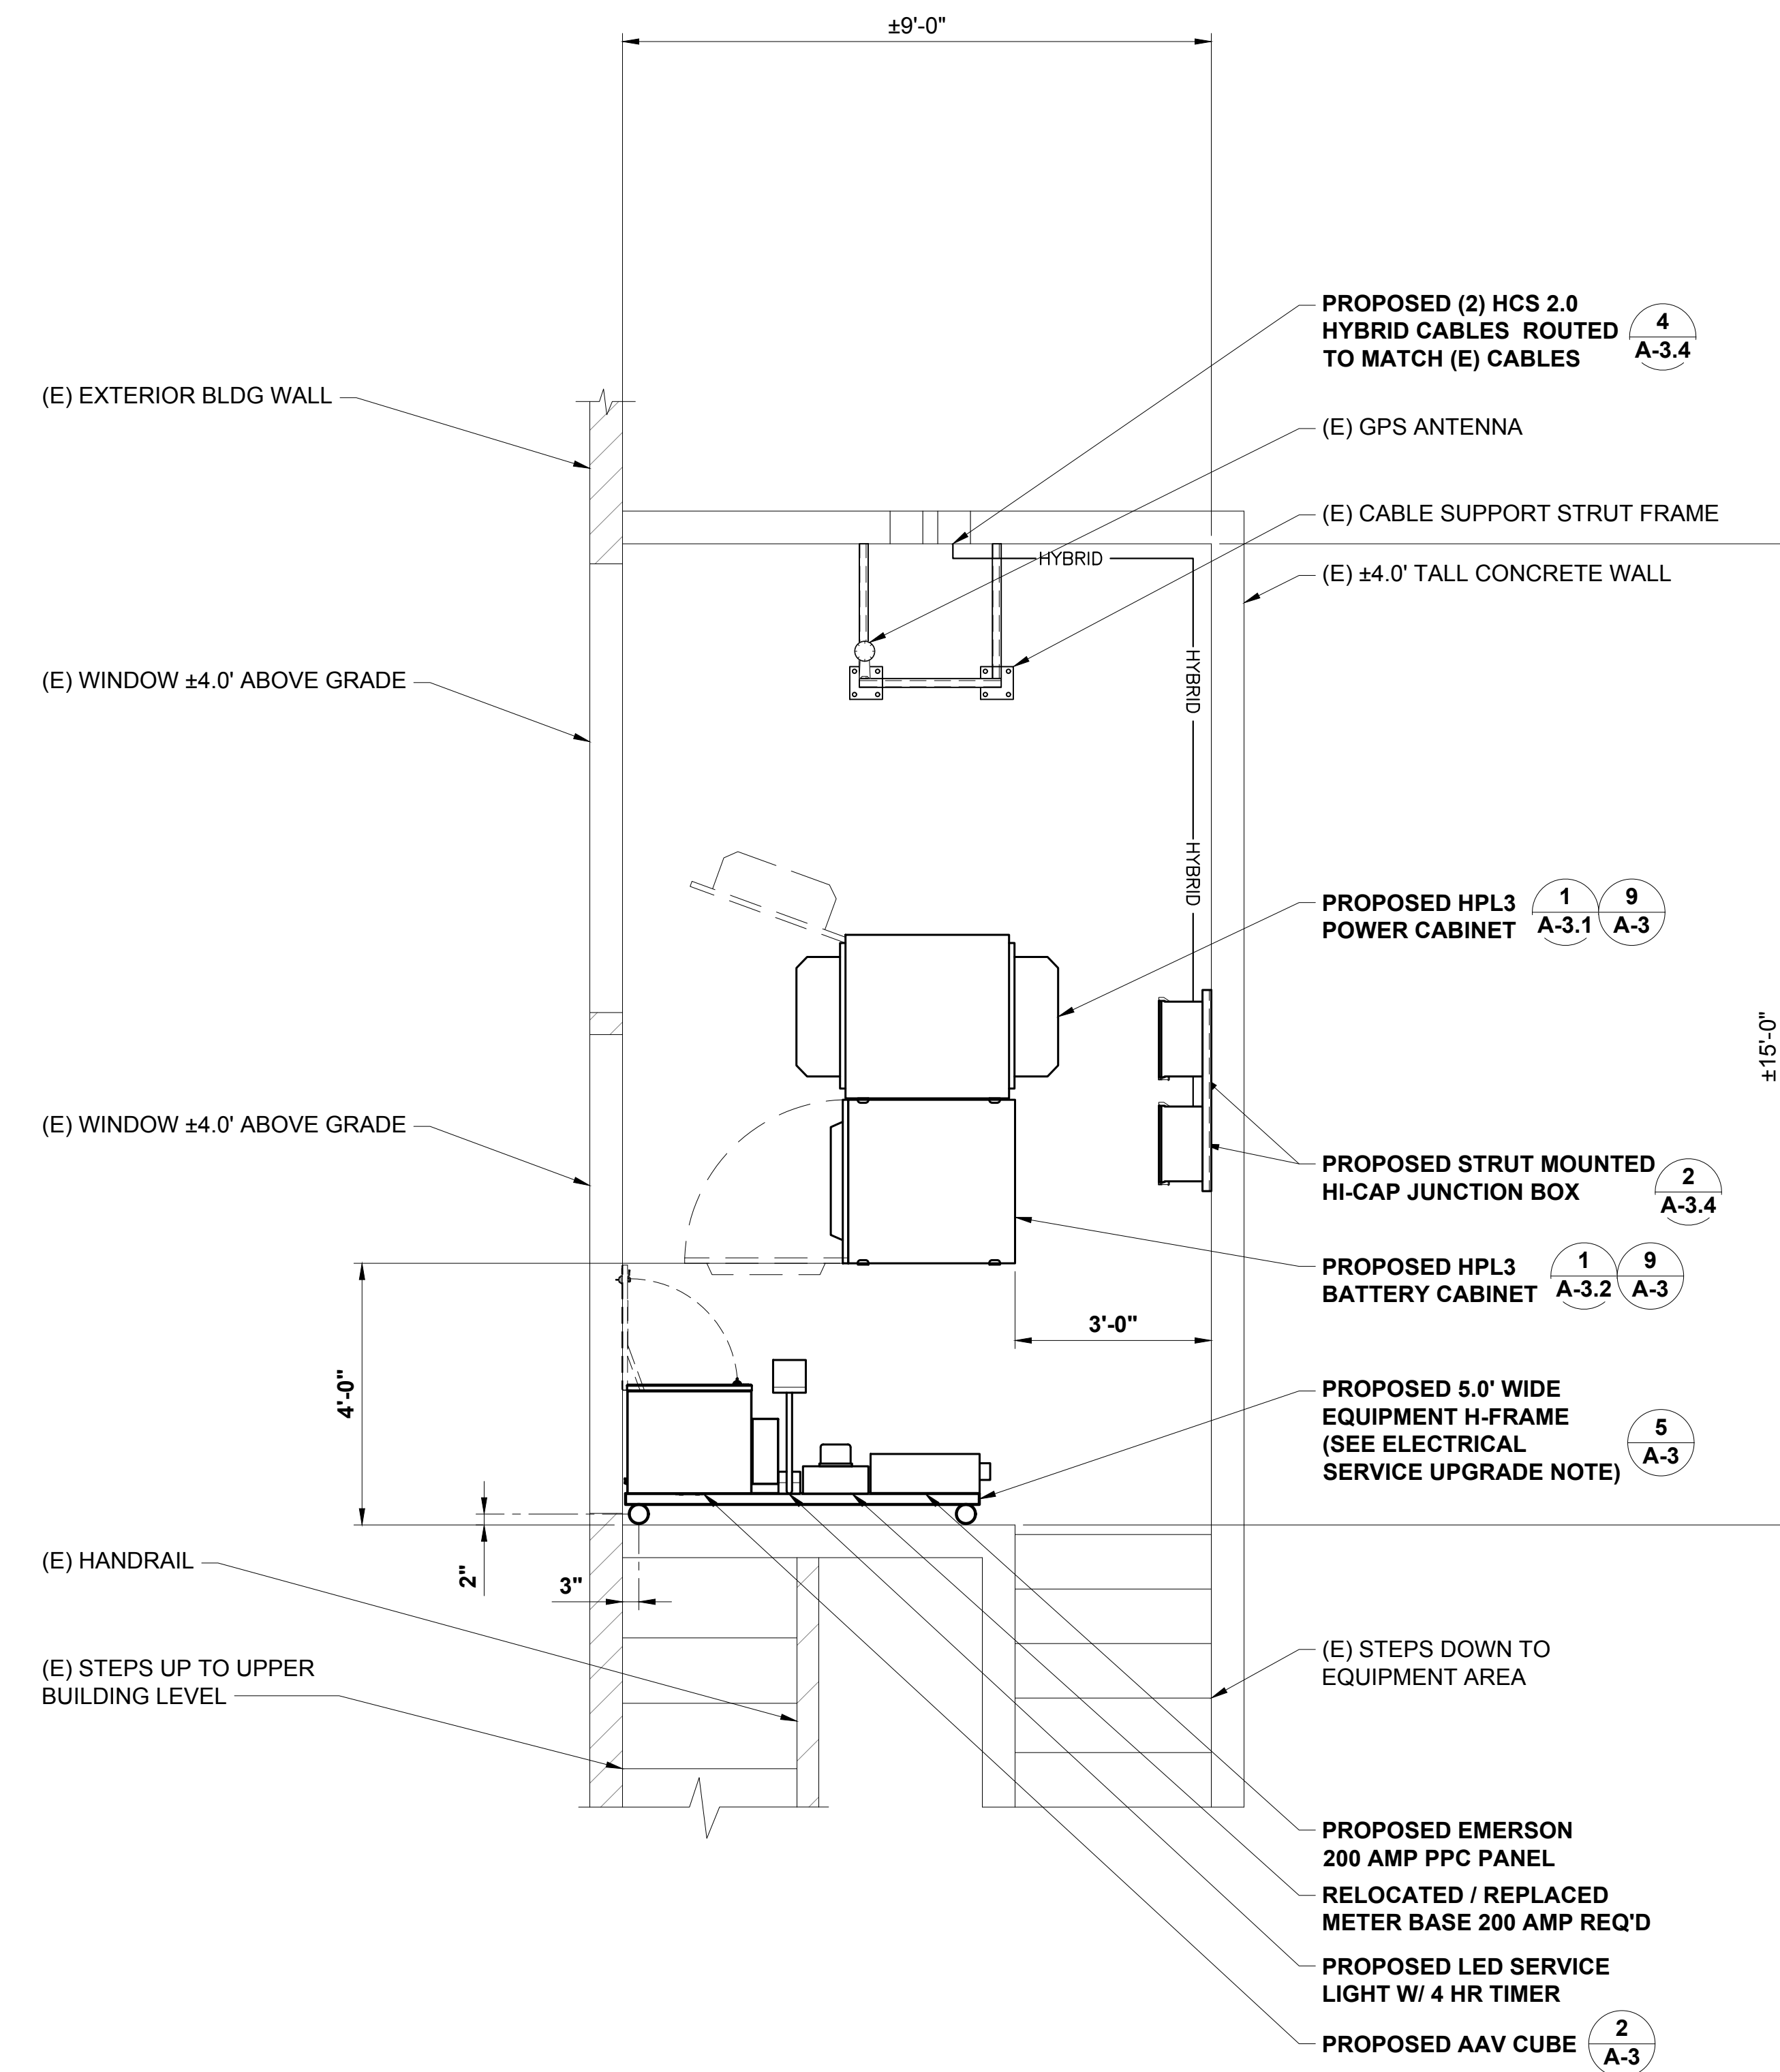 ±9'-0"
PROPOSED (2) HCS 2.0
HYBRID CABLES ROUTED
TO MATCH (E) CABLES
4
A-3.4
(E) EXTERIOR BLDG WALL
(E) GPS ANTENNA
(E) CABLE SUPPORT STRUT FRAME
HYBRID
(E) ±4.0' TALL CONCRETE WALL
HYBRID
(E) WINDOW ±4.0' ABOVE GRADE
HYBRID
PROPOSED HPL3
POWER CABINET
1
A-3.1
9
A-3
±15'-0"
(E) WINDOW ±4.0' ABOVE GRADE
PROPOSED STRUT MOUNTED
HI-CAP JUNCTION BOX
2
A-3.4
PROPOSED HPL3
BATTERY CABINET
1
A-3.2
9
A-3
3'-0"
4'-0"
PROPOSED 5.0' WIDE
EQUIPMENT H-FRAME
(SEE ELECTRICAL
SERVICE UPGRADE NOTE)
5
A-3
(E) HANDRAIL
2"
3"
(E) STEPS UP TO UPPER
BUILDING LEVEL
(E) STEPS DOWN TO
EQUIPMENT AREA
PROPOSED EMERSON
200 AMP PPC PANEL
RELOCATED / REPLACED
METER BASE 200 AMP REQ'D
PROPOSED LED SERVICE
LIGHT W/ 4 HR TIMER
PROPOSED AAV CUBE
2
A-3